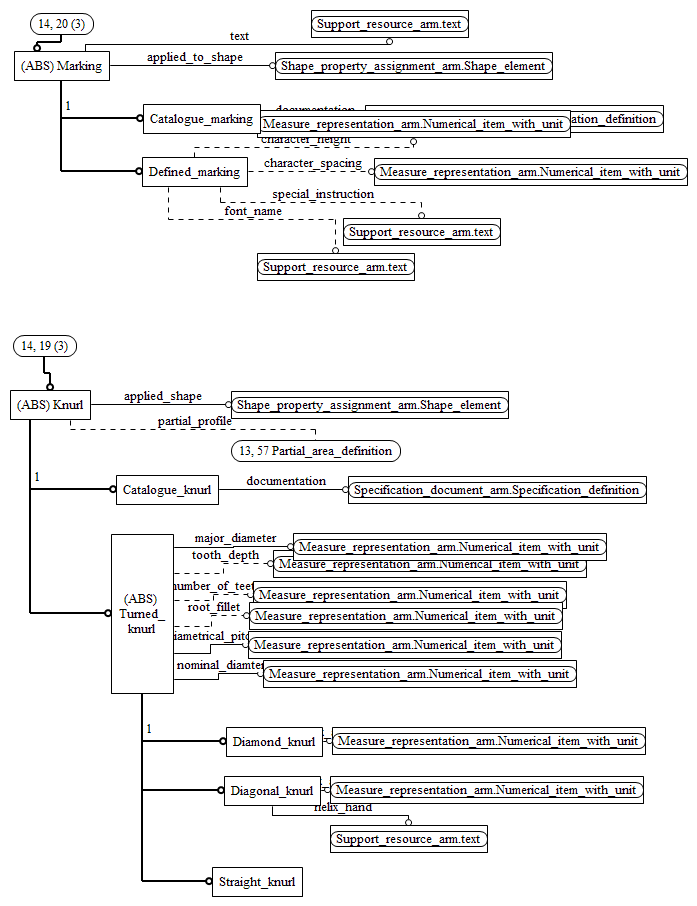 14, 20 (3)
Support_resource_arm.text
text
(ABS) Marking
applied_to_shape
Shape_property_assignment_arm.Shape_element
1
documentation
Catalogue_marking
Measure_representation_arm.Numerical_item_with_unit
ation_definition
character_height
Defined_marking
character_spacing
Measure_representation_arm.Numerical_item_with_unit
special_instruction
font_name
Support_resource_arm.text
Support_resource_arm.text
14, 19 (3)
(ABS) Knurl
applied_shape
Shape_property_assignment_arm.Shape_element
partial_profile
13, 57 Partial_area_definition
1
Catalogue_knurl
documentation
Specification_document_arm.Specification_definition
major_diameter
Measure_representation_arm.Numerical_item_with_unit
tooth_depth
Measure_representation_arm.Numerical_item_with_unit
(ABS)
Turned_
knurl
number_of_teet
Measure_representation_arm.Numerical_item_with_unit
root_fillet
Measure_representation_arm.Numerical_item_with_unit
iametrical_pitc
Measure_representation_arm.Numerical_item_with_unit
nominal_diamter
Measure_representation_arm.Numerical_item_with_unit
1
Diamond_knurl
Measure_representation_arm.Numerical_item_with_unit
Diagonal_knurl
Measure_representation_arm.Numerical_item_with_unit
helix_hand
Support_resource_arm.text
Straight_knurl